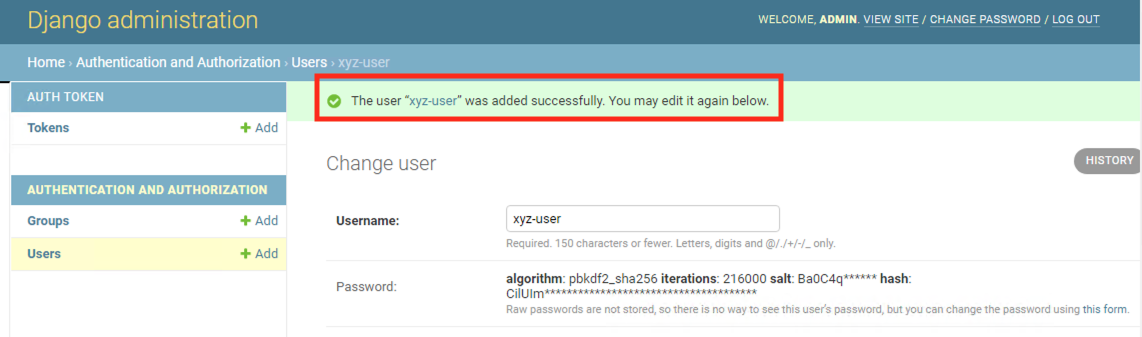 Django administration
WELCOME, ADMIN. VIEW SITE / CHANGE PASSWORD / LOG OUT
Home › Authentication and Authorization › Users › xyz-user
AUTH TOKEN
Tokens
+ Add
AUTHENTICATION AND AUTHORIZATION
Groups
+ Add
Users
+ Add
The user “xyz-user” was added successfully. You may edit it again below.
Change user
HISTORY
Username:
xyz-user
Required. 150 characters or fewer. Letters, digits and @/./+/-/_ only.
Password:
algorithm: pbkdf2_sha256 iterations: 216000 salt: Ba0C4q****** hash:
CilUIm**************************************
Raw passwords are not stored, so there is no way to see this user’s password, but you can change the password using this form.